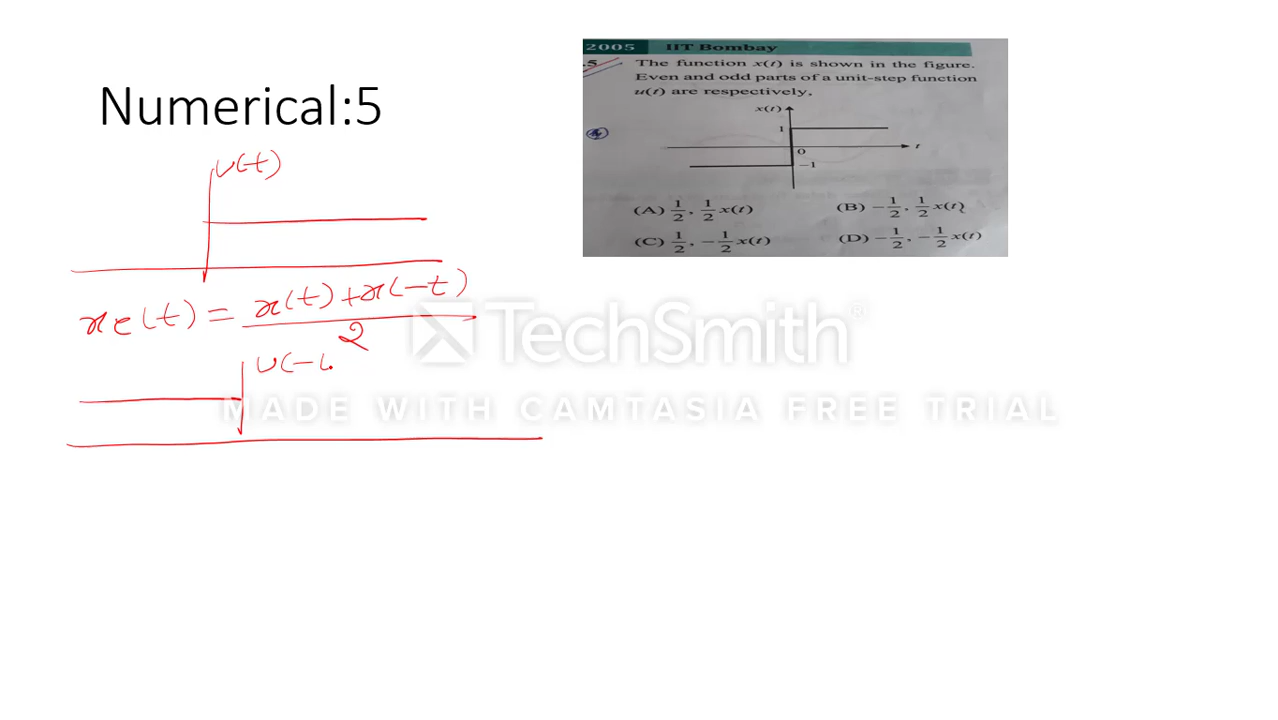 Numerical:5
u(t)
xe(t) = x(t) + x(-t)
2
u(-
2005 IIT Bombay
.5 The function x(t) is shown in the figure.
Even and odd parts of a unit-step function
u(t) are respectively,
x(t)
1
0
t
-1
(A) 1/2, 1/2 x(t) (B) -1/2, 1/2 x(t)
(C) 1/2, -1/2 x(t) (D) -1/2, -1/2 x(t)
TechSmith®
MADE WITH CAMTASIA FREE TRIAL